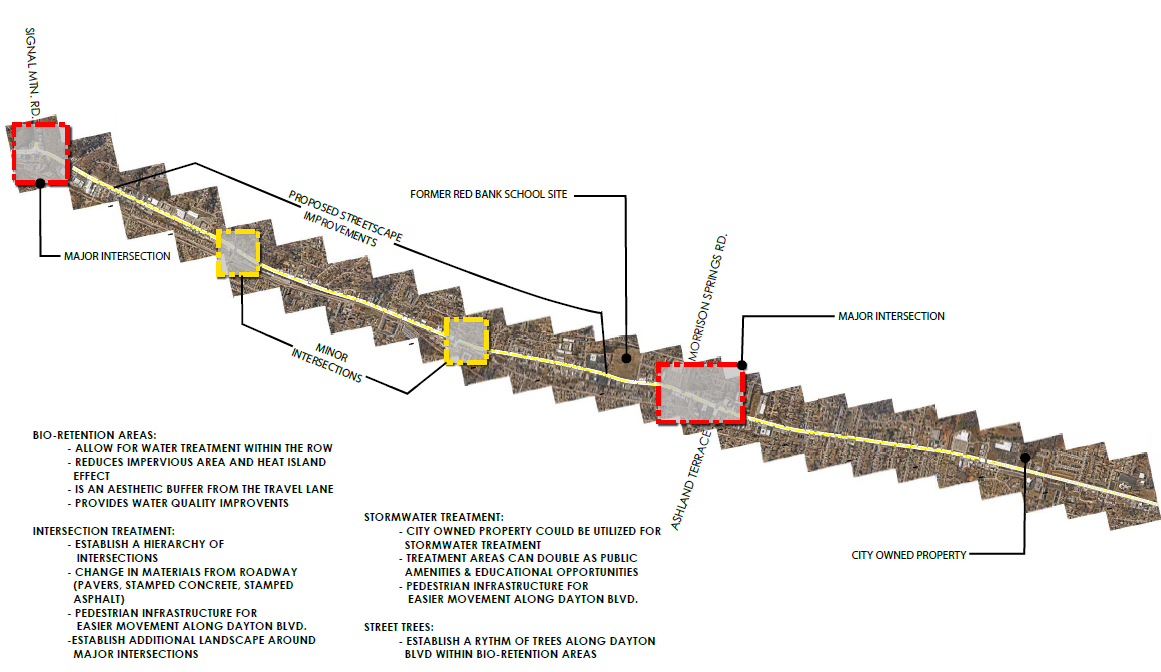 SIGNAL MTN. RD.
MAJOR INTERSECTION
PROPOSED STREETSCAPE
IMPROVEMENTS
FORMER RED BANK SCHOOL SITE
MORRISON SPRINGS RD.
MAJOR INTERSECTION
MINOR
INTERSECTIONS
ASHLAND TERRACE
CITY OWNED PROPERTY
BIO-RETENTION AREAS:
- ALLOW FOR WATER TREATMENT WITHIN THE ROW
- REDUCES IMPERVIOUS AREA AND HEAT ISLAND
EFFECT
- IS AN AESTHETIC BUFFER FROM THE TRAVEL LANE
- PROVIDES WATER QUALITY IMPROVENTS
INTERSECTION TREATMENT:
- ESTABLISH A HIERARCHY OF
INTERSECTIONS
- CHANGE IN MATERIALS FROM ROADWAY
(PAVERS, STAMPED CONCRETE, STAMPED
ASPHALT)
- PEDESTRIAN INFRASTRUCTURE FOR
EASIER MOVEMENT ALONG DAYTON BLVD.
-ESTABLISH ADDITIONAL LANDSCAPE AROUND
MAJOR INTERSECTIONS
STORMWATER TREATMENT:
- CITY OWNED PROPERTY COULD BE UTILIZED FOR
STORMWATER TREATMENT
- TREATMENT AREAS CAN DOUBLE AS PUBLIC
AMENITIES & EDUCATIONAL OPPORTUNITIES
- PEDESTRIAN INFRASTRUCTURE FOR
EASIER MOVEMENT ALONG DAYTON BLVD.
STREET TREES:
- ESTABLISH A RYTHM OF TREES ALONG DAYTON
BLVD WITHIN BIO-RETENTION AREAS